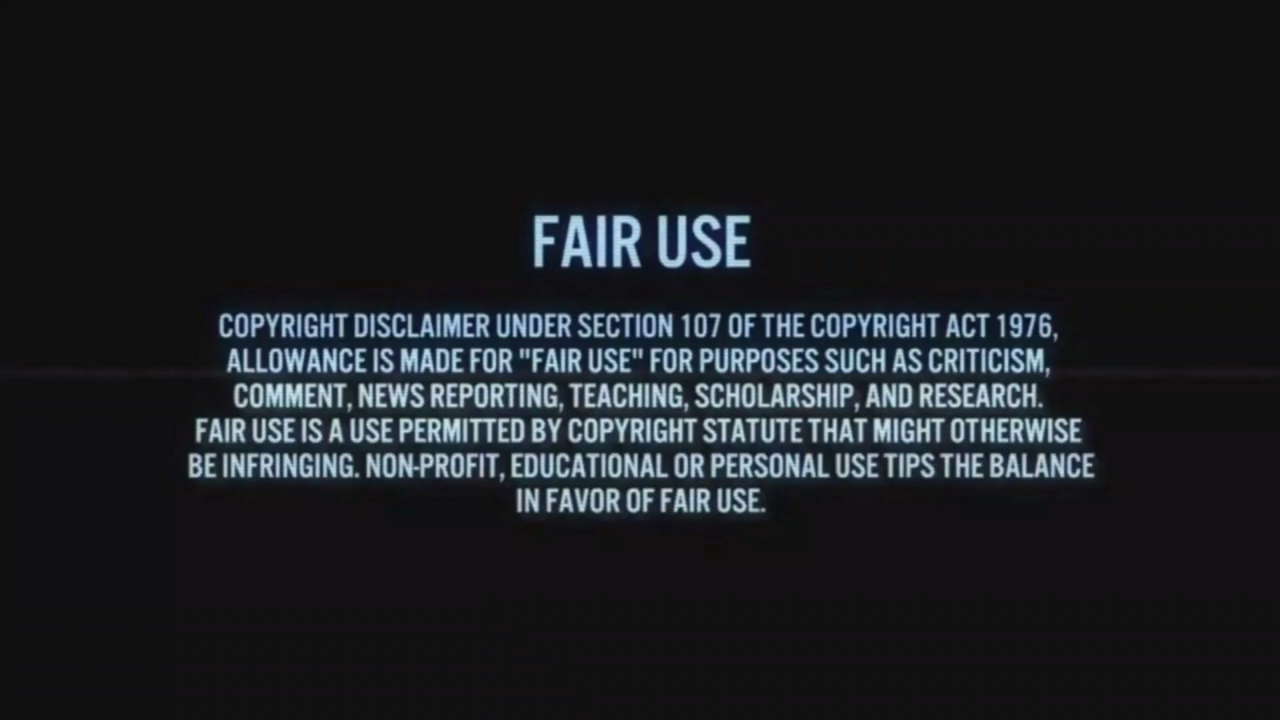 FAIR USE
COPYRIGHT DISCLAIMER UNDER SECTION 107 OF THE COPYRIGHT ACT 1976,
ALLOWANCE IS MADE FOR "FAIR USE" FOR PURPOSES SUCH AS CRITICISM,
COMMENT, NEWS REPORTING, TEACHING, SCHOLARSHIP, AND RESEARCH.
FAIR USE IS A USE PERMITTED BY COPYRIGHT STATUTE THAT MIGHT OTHERWISE
BE INFRINGING. NON-PROFIT, EDUCATIONAL OR PERSONAL USE TIPS THE BALANCE
IN FAVOR OF FAIR USE.